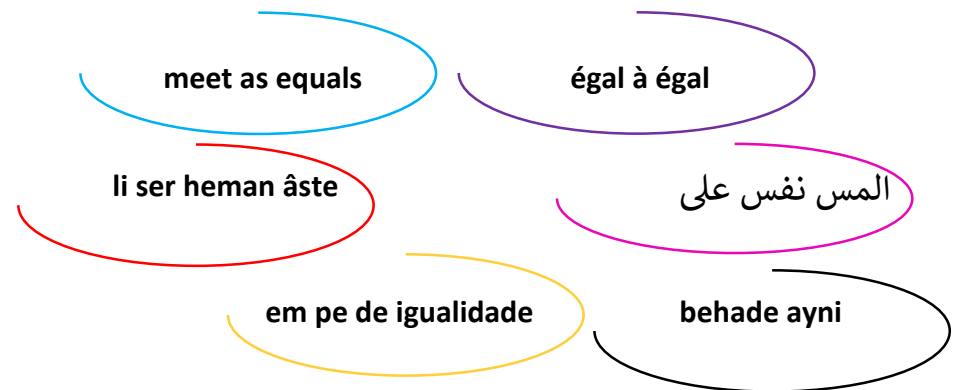 meet as equals
égal à égal
li ser heman âste
المس نفس على
em pe de igualidade
behade ayni